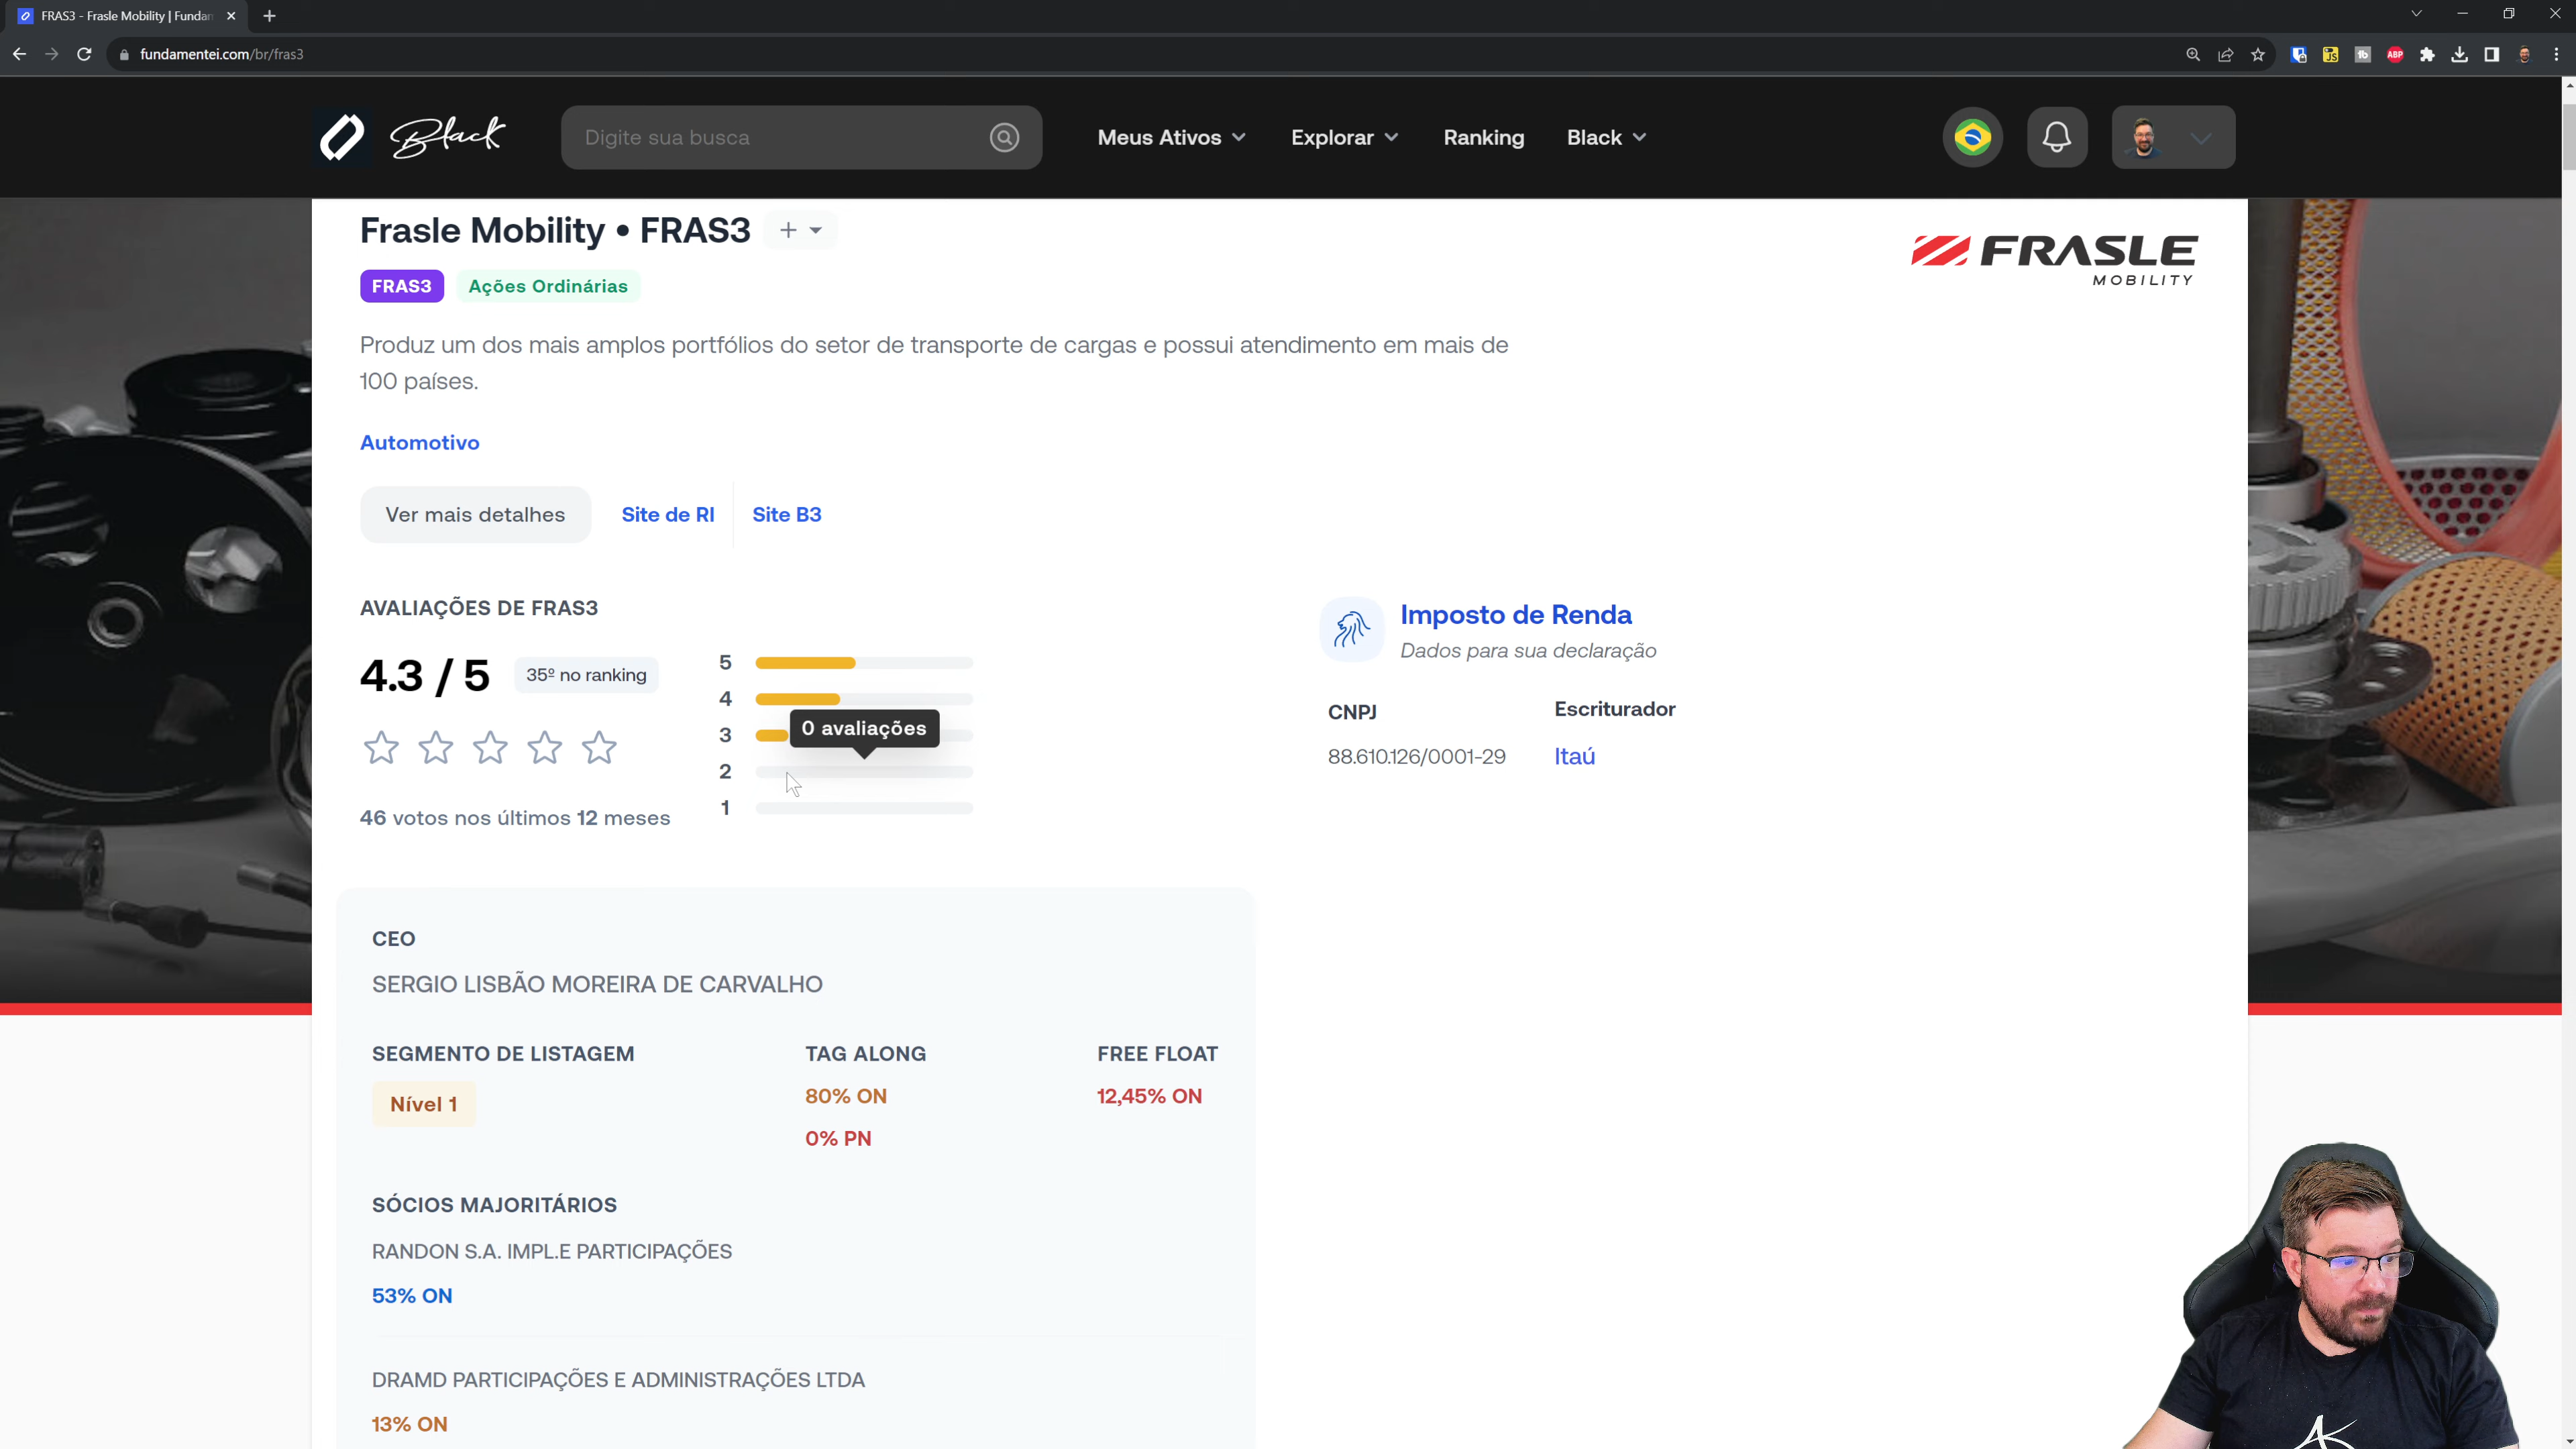 FRAS3 - Frasle Mobility | Fundan
fundamentei.com/br/fras3
JS
tb
ABP
Black
Digite sua busca
Meus Ativos
Explorar
Ranking
Black
Frasle Mobility • FRAS3
FRASLE
MOBILITY
FRAS3
Ações Ordinárias
Produz um dos mais amplos portfólios do setor de transporte de cargas e possui atendimento em mais de
100 países.
Automotivo
Ver mais detalhes
Site de RI
Site B3
AVALIAÇÕES DE FRAS3
4.3 / 5
35º no ranking
46 votos nos últimos 12 meses
5
4
3
2
1
0 avaliações
Imposto de Renda
Dados para sua declaração
CNPJ
Escriturador
88.610.126/0001-29
Itaú
CEO
SERGIO LISBÃO MOREIRA DE CARVALHO
SEGMENTO DE LISTAGEM
TAG ALONG
FREE FLOAT
Nível 1
80% ON
12,45% ON
0% PN
SÓCIOS MAJORITÁRIOS
RANDON S.A. IMPL.E PARTICIPAÇÕES
53% ON
DRAMD PARTICIPAÇÕES E ADMINISTRAÇÕES LTDA
13% ON